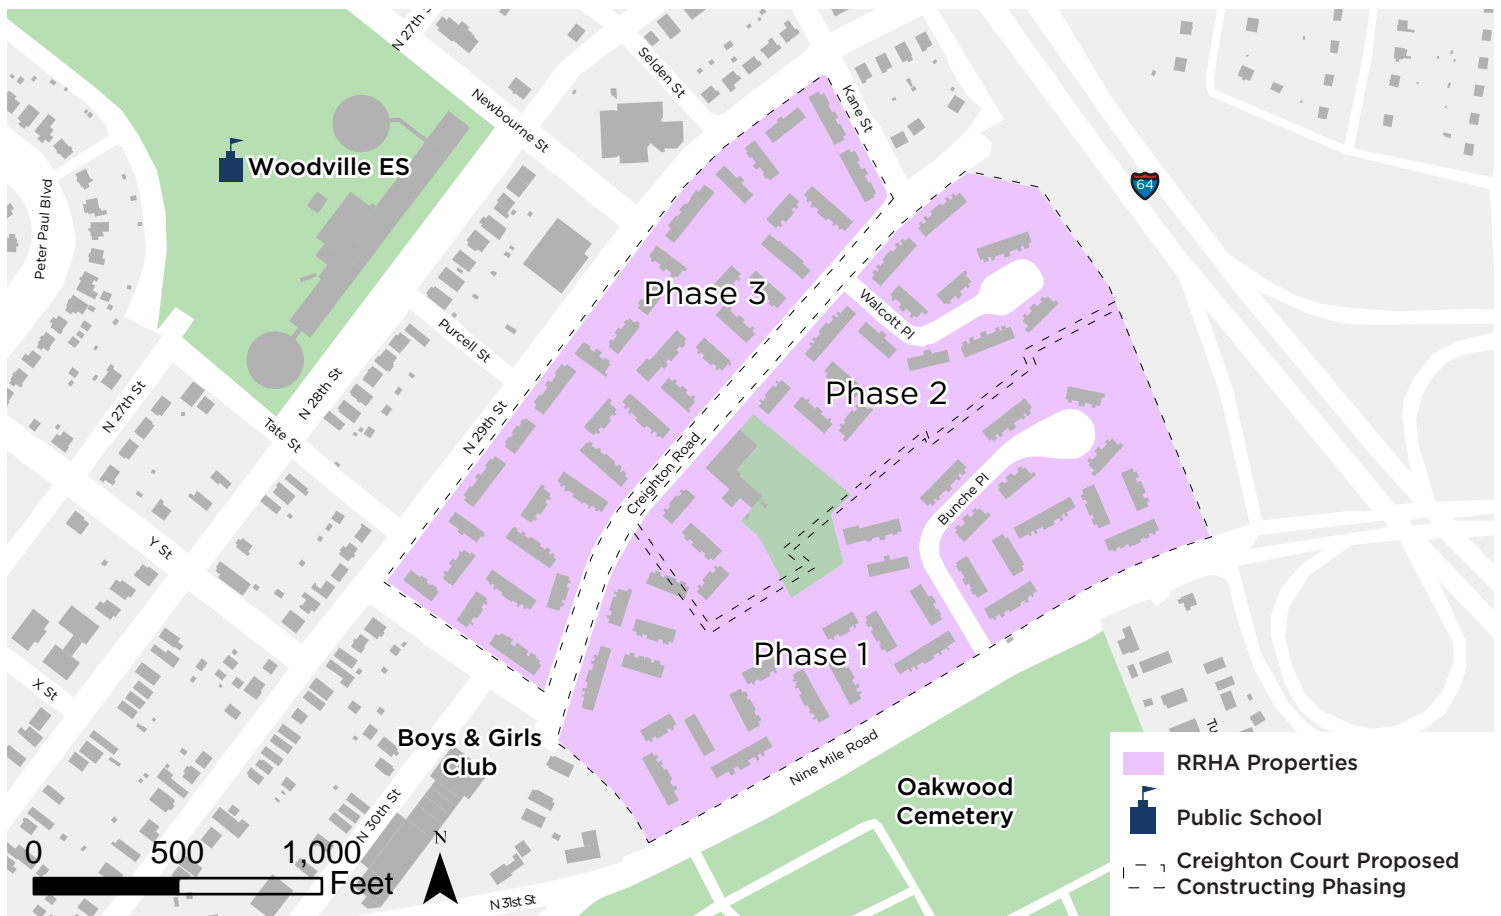 N 27th S
Selden St
Newbourne St
Kane St
Woodville ES
64
Peter Paul Blvd
Phase 3
Walcott Pl
Purcell St
N 27th St
N 28th St
Phase 2
N 29th St
Tate St
Creighton Road
Bunche Pl
Y St
Phase 1
X St
Boys & Girls
Club
Nine Mile Road
Tu
Oakwood
Cemetery
N 30th St
N 31st St
RRHA Properties
Public School
Creighton Court Proposed
Constructing Phasing
0 500 1,000
Feet
N